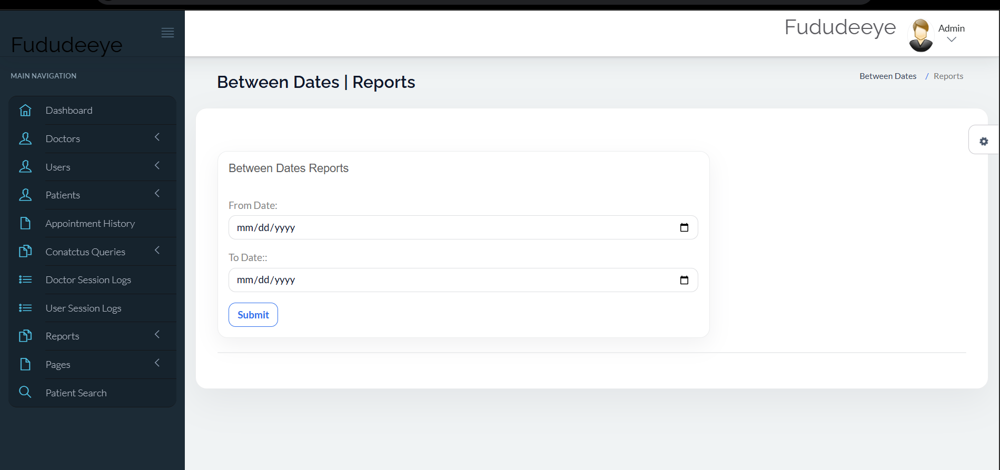 Fududeeye
MAIN NAVIGATION
Dashboard
Doctors
Users
Patients
Appointment History
Conatctus Queries
Doctor Session Logs
User Session Logs
Reports
Pages
Patient Search
Fududeeye
Admin
Between Dates | Reports
Between Dates / Reports
Between Dates Reports
From Date:
mm/dd/yyyy
To Date::
mm/dd/yyyy
Submit